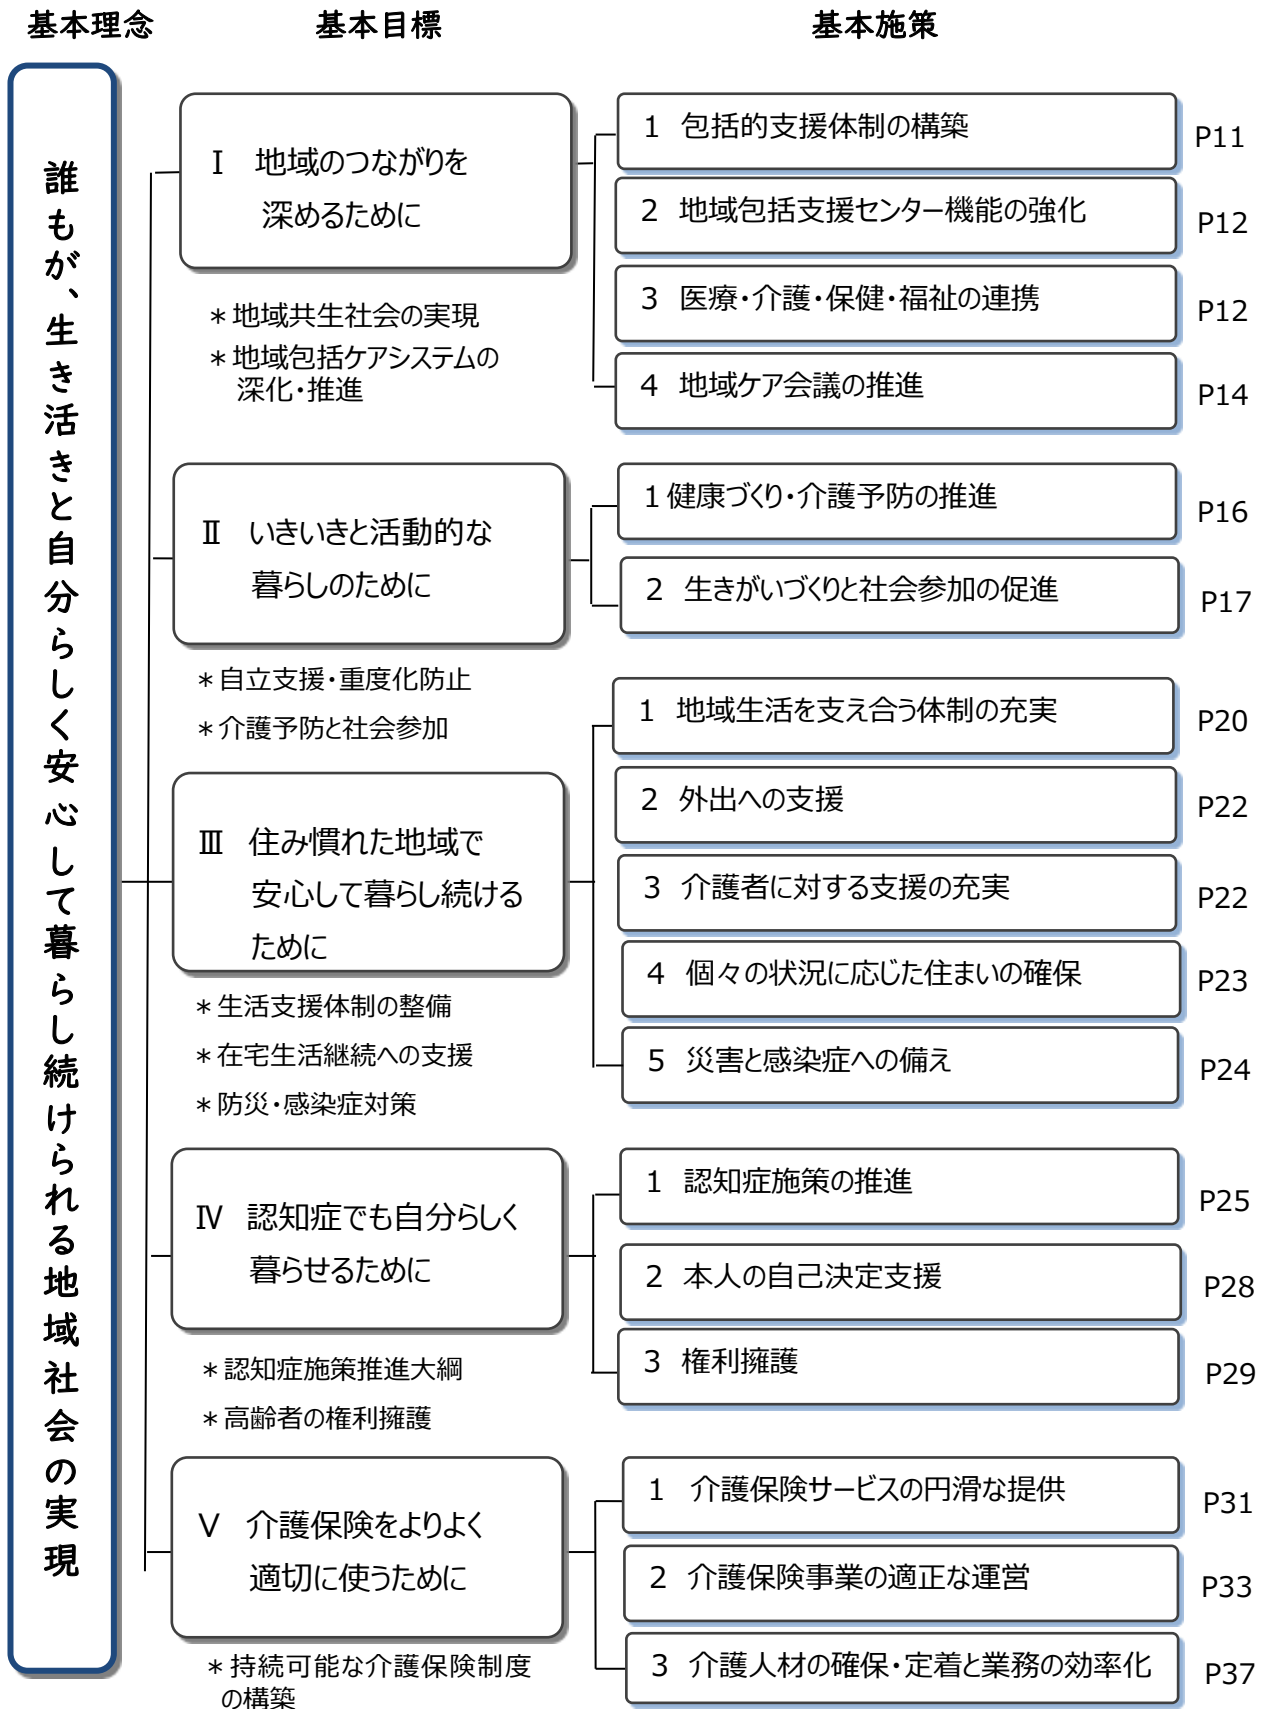 基本理念
基本目標
基本施策
誰もが、生き活きと自分らしく安心して暮らし続けられる地域社会の実現
Ⅰ 地域のつながりを
深めるために
＊地域共生社会の実現
＊地域包括ケアシステムの
深化・推進
1 包括的支援体制の構築
P11
2 地域包括支援センター機能の強化
P12
3 医療・介護・保健・福祉の連携
P12
4 地域ケア会議の推進
P14
Ⅱ いきいきと活動的な
暮らしのために
＊自立支援・重度化防止
＊介護予防と社会参加
1 健康づくり・介護予防の推進
P16
2 生きがいづくりと社会参加の促進
P17
Ⅲ 住み慣れた地域で
安心して暮らし続ける
ために
＊生活支援体制の整備
＊在宅生活継続への支援
＊防災・感染症対策
1 地域生活を支え合う体制の充実
P20
2 外出への支援
P22
3 介護者に対する支援の充実
P22
4 個々の状況に応じた住まいの確保
P23
5 災害と感染症への備え
P24
Ⅳ 認知症でも自分らしく
暮らせるために
＊認知症施策推進大綱
＊高齢者の権利擁護
1 認知症施策の推進
P25
2 本人の自己決定支援
P28
3 権利擁護
P29
Ⅴ 介護保険をよりよく
適切に使うために
＊持続可能な介護保険制度
の構築
1 介護保険サービスの円滑な提供
P31
2 介護保険事業の適正な運営
P33
3 介護人材の確保・定着と業務の効率化
P37